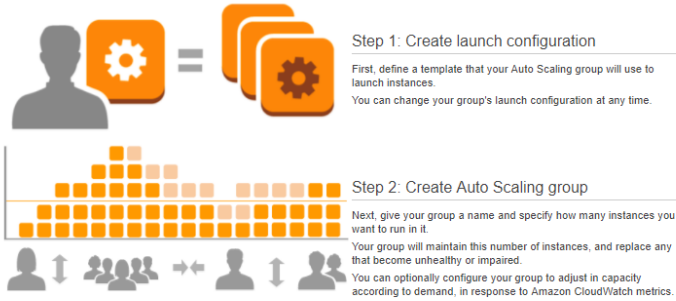 Step 1: Create launch configuration
First, define a template that your Auto Scaling group will use to
launch instances.
You can change your group's launch configuration at any time.
Step 2: Create Auto Scaling group
Next, give your group a name and specify how many instances you
want to run in it.
Your group will maintain this number of instances, and replace any
that become unhealthy or impaired.
You can optionally configure your group to adjust in capacity
according to demand, in response to Amazon CloudWatch metrics.